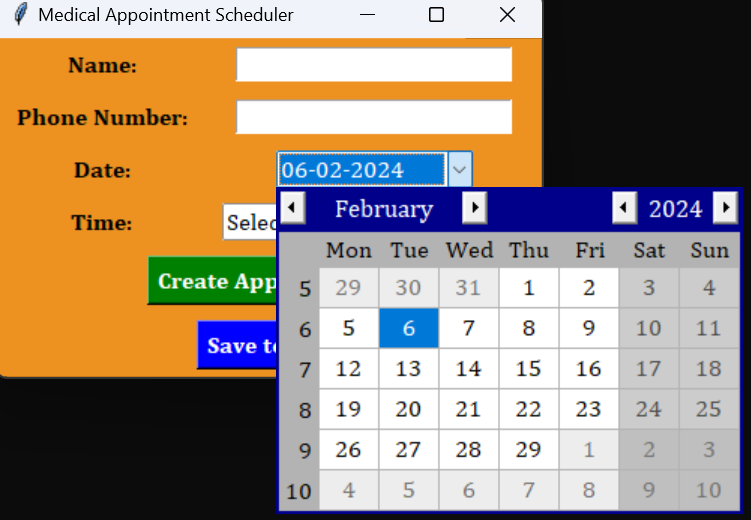 Medical Appointment Scheduler
Name:
Phone Number:
Date: 06-02-2024
Time: Selec
February 2024
Mon Tue Wed Thu Fri Sat Sun
5 29 30 31 1 2 3 4
6 5 6 7 8 9 10 11
7 12 13 14 15 16 17 18
8 19 20 21 22 23 24 25
9 26 27 28 29 1 2 3
10 4 5 6 7 8 9 10
Create App
Save to